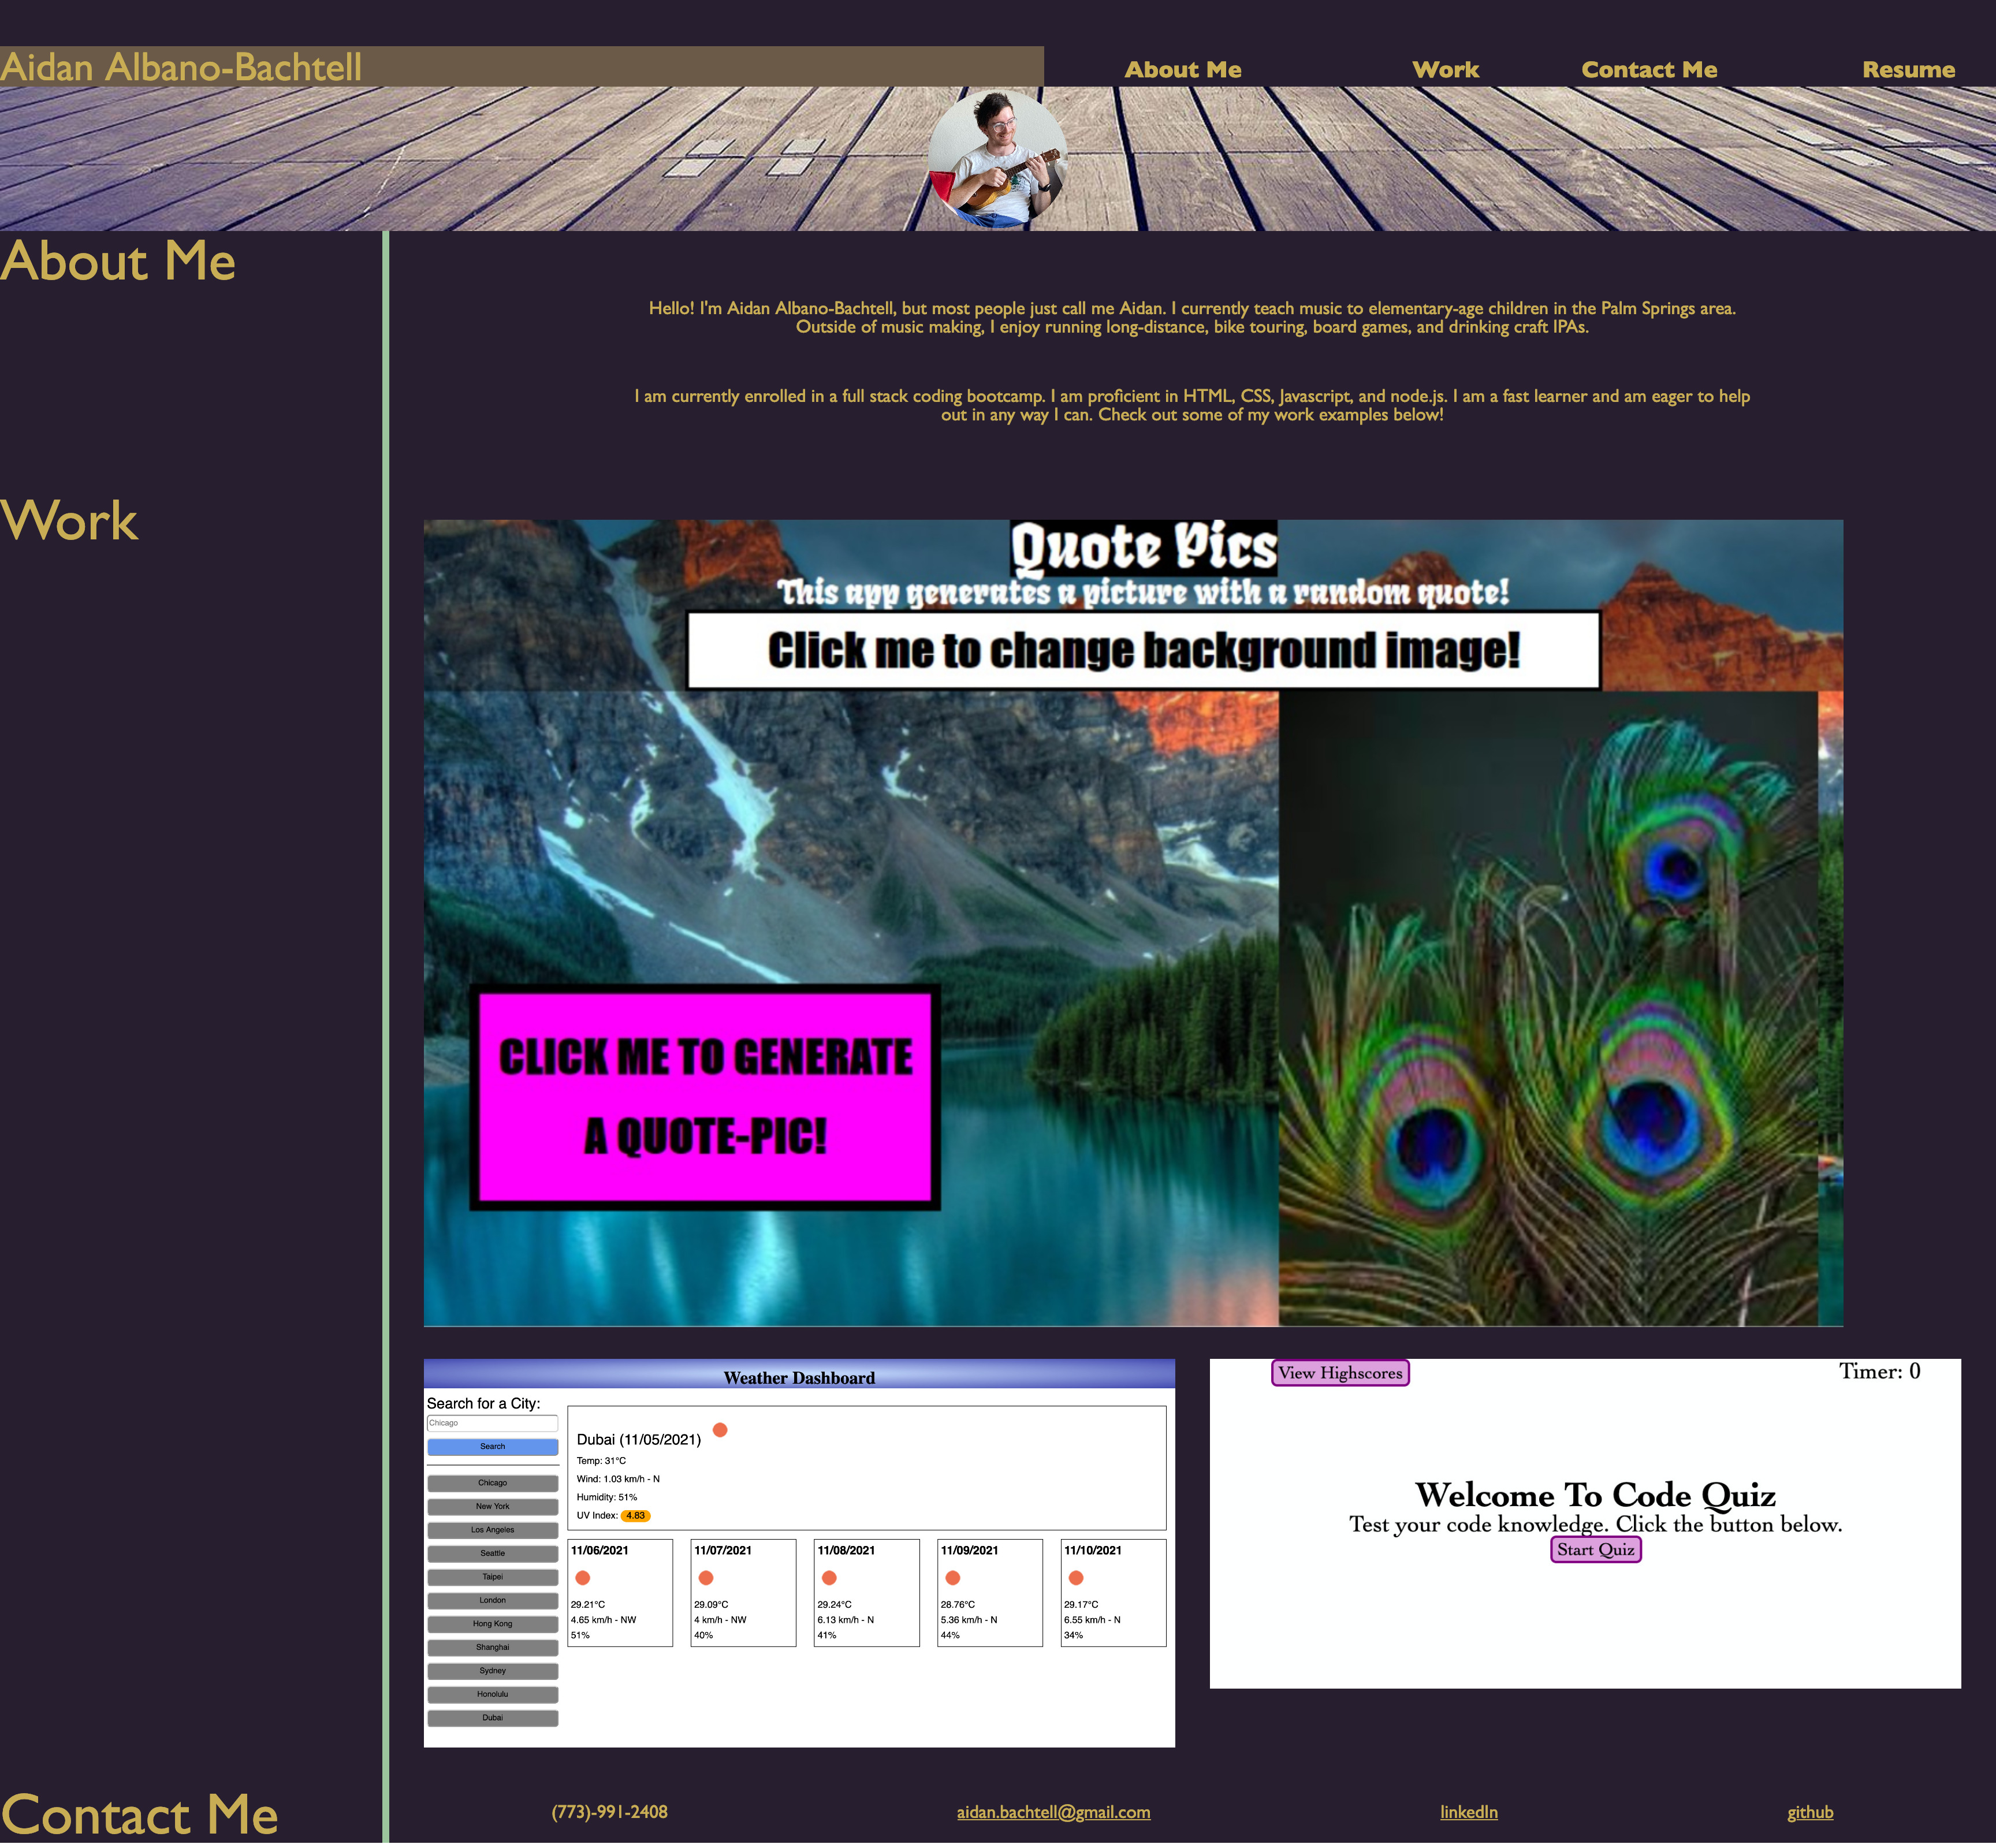 Aidan Albano-Bachtell
About Me
Work
Contact Me
Resume
About Me
Hello! I'm Aidan Albano-Bachtell, but most people just call me Aidan. I currently teach music to elementary-age children in the Palm Springs area.
Outside of music making, I enjoy running long-distance, bike touring, board games, and drinking craft IPAs.
I am currently enrolled in a full stack coding bootcamp. I am proficient in HTML, CSS, Javascript, and node.js. I am a fast learner and am eager to help
out in any way I can. Check out some of my work examples below!
Work
Quote Pics
This app generates a picture with a random quote!
Click me to change background image!
CLICK ME TO GENERATE
A QUOTE-PIC!
Weather Dashboard
Search for a City:
Chicago
Search
Chicago
New York
Los Angeles
Seattle
Taipei
London
Hong Kong
Shanghai
Sydney
Honolulu
Dubai
Dubai (11/05/2021)
Temp: 31°C
Wind: 1.03 km/h - N
Humidity: 51%
UV Index: 4.83
11/06/2021
29.21°C
4.65 km/h - NW
51%
11/07/2021
29.09°C
4 km/h - NW
40%
11/08/2021
29.24°C
6.13 km/h - N
41%
11/09/2021
28.76°C
5.36 km/h - N
44%
11/10/2021
29.17°C
6.55 km/h - N
34%
View Highscores
Timer: 0
Welcome To Code Quiz
Test your code knowledge. Click the button below.
Start Quiz
Contact Me
(773)-991-2408
aidan.bachtell@gmail.com
linkedIn
github